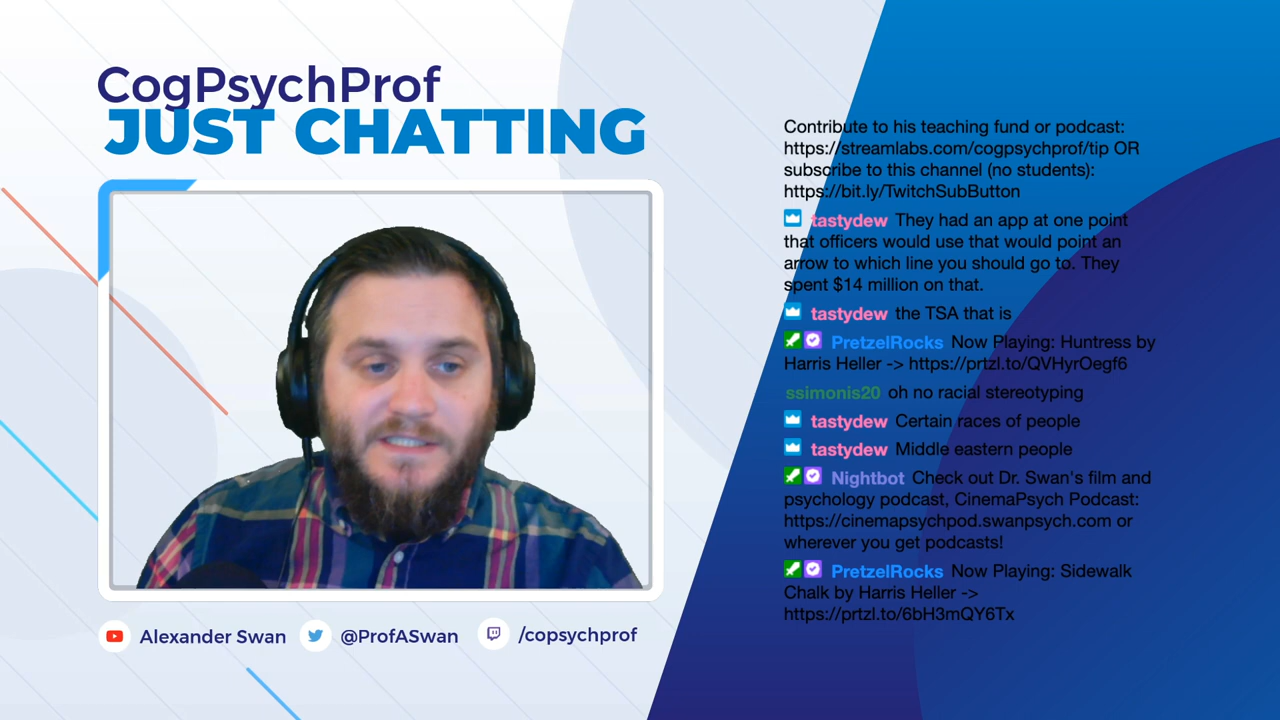 CogPsychProf
JUST CHATTING
Alexander Swan
@ProfASwan
/copsychprof
Contribute to his teaching fund or podcast:
https://streamlabs.com/cogpsychprof/tip OR
subscribe to this channel (no students):
https://bit.ly/TwitchSubButton
tastydew They had an app at one point
that officers would use that would point an
arrow to which line you should go to. They
spent $14 million on that.
tastydew the TSA that is
PretzelRocks Now Playing: Huntress by
Harris Heller -> https://prtzl.to/QVHyrOegf6
ssimonis20 oh no racial stereotyping
tastydew Certain races of people
tastydew Middle eastern people
Nightbot Check out Dr. Swan's film and
psychology podcast, CinemaPsych Podcast:
https://cinemapsychpod.swanpsych.com or
wherever you get podcasts!
PretzelRocks Now Playing: Sidewalk
Chalk by Harris Heller ->
https://prtzl.to/6bH3mQY6Tx